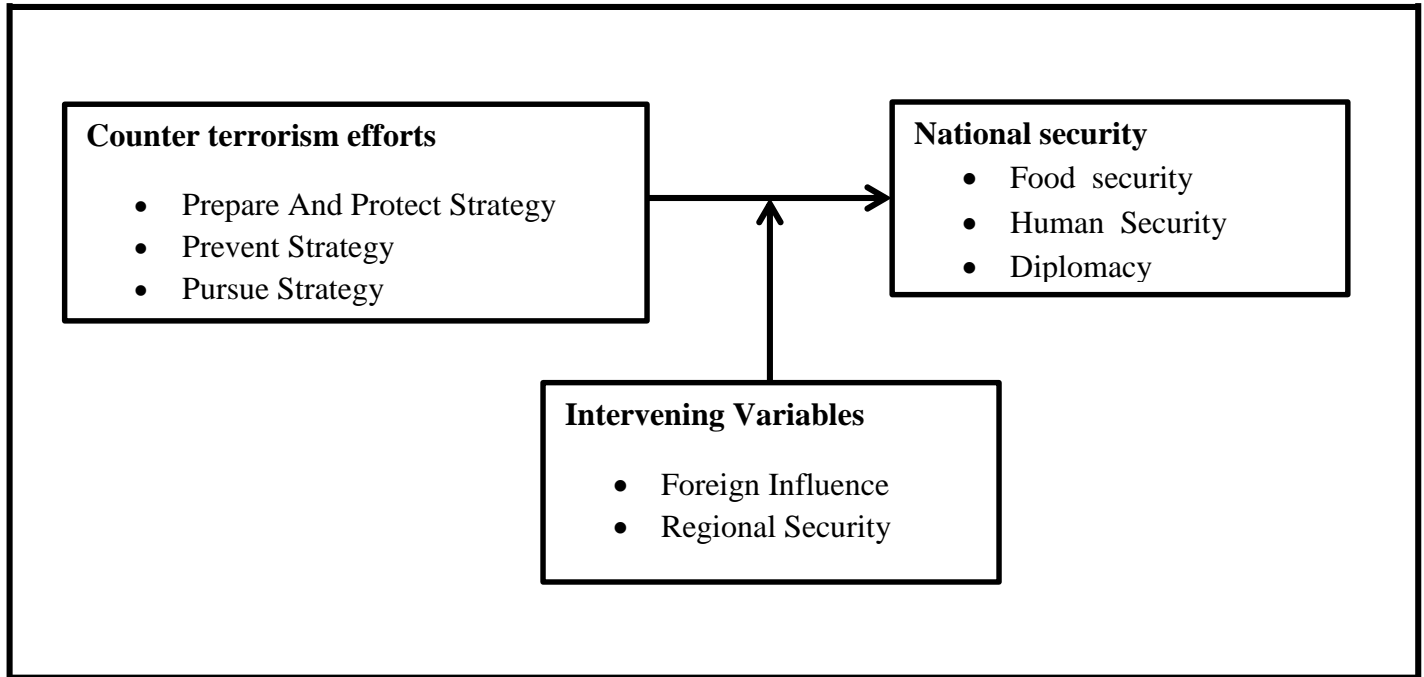 Counter terrorism efforts
• Prepare And Protect Strategy
• Prevent Strategy
• Pursue Strategy
National security
• Food security
• Human Security
• Diplomacy
Intervening Variables
• Foreign Influence
• Regional Security